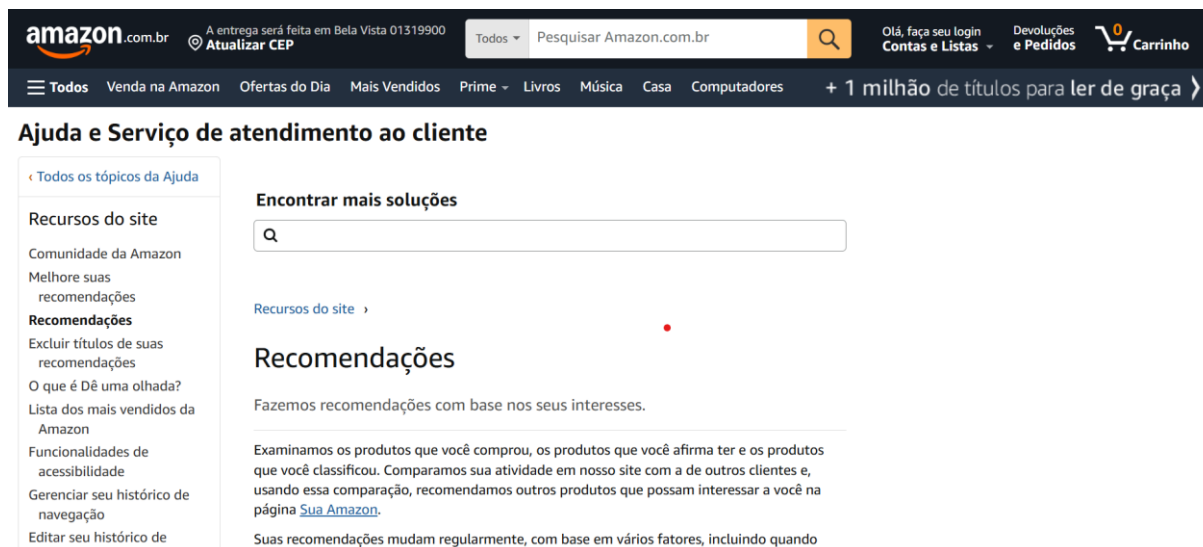 amazon.com.br
A entrega será feita em Bela Vista 01319900
Atualizar CEP
Todos
Pesquisar Amazon.com.br
Olá, faça seu login
Contas e Listas
Devoluções
e Pedidos
0
Carrinho
Todos
Venda na Amazon
Ofertas do Dia
Mais Vendidos
Prime
Livros
Música
Casa
Computadores
+ 1 milhão de títulos para ler de graça
Ajuda e Serviço de atendimento ao cliente
‹ Todos os tópicos da Ajuda
Recursos do site
Comunidade da Amazon
Melhore suas
recomendações
Recomendações
Excluir títulos de suas
recomendações
O que é Dê uma olhada?
Lista dos mais vendidos da
Amazon
Funcionalidades de
acessibilidade
Gerenciar seu histórico de
navegação
Editar seu histórico de
Encontrar mais soluções
Recursos do site ›
Recomendações
Fazemos recomendações com base nos seus interesses.
Examinamos os produtos que você comprou, os produtos que você afirma ter e os produtos
que você classificou. Comparamos sua atividade em nosso site com a de outros clientes e,
usando essa comparação, recomendamos outros produtos que possam interessar a você na
página Sua Amazon.
Suas recomendações mudam regularmente, com base em vários fatores, incluindo quando